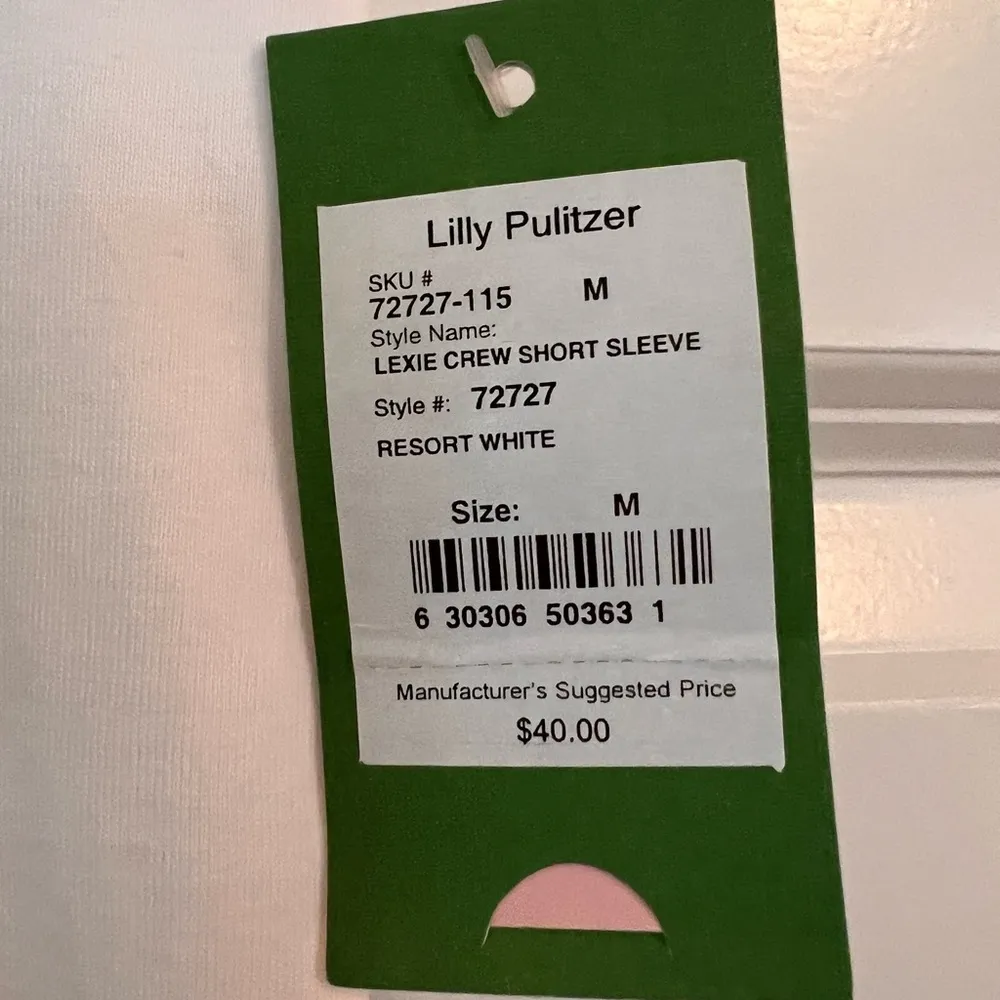 Lilly Pulitzer
SKU #
72727-115 M
Style Name:
LEXIE CREW SHORT SLEEVE
Style #: 72727
RESORT WHITE
Size: M
6 30306 50363 1
Manufacturer's Suggested Price
$40.00